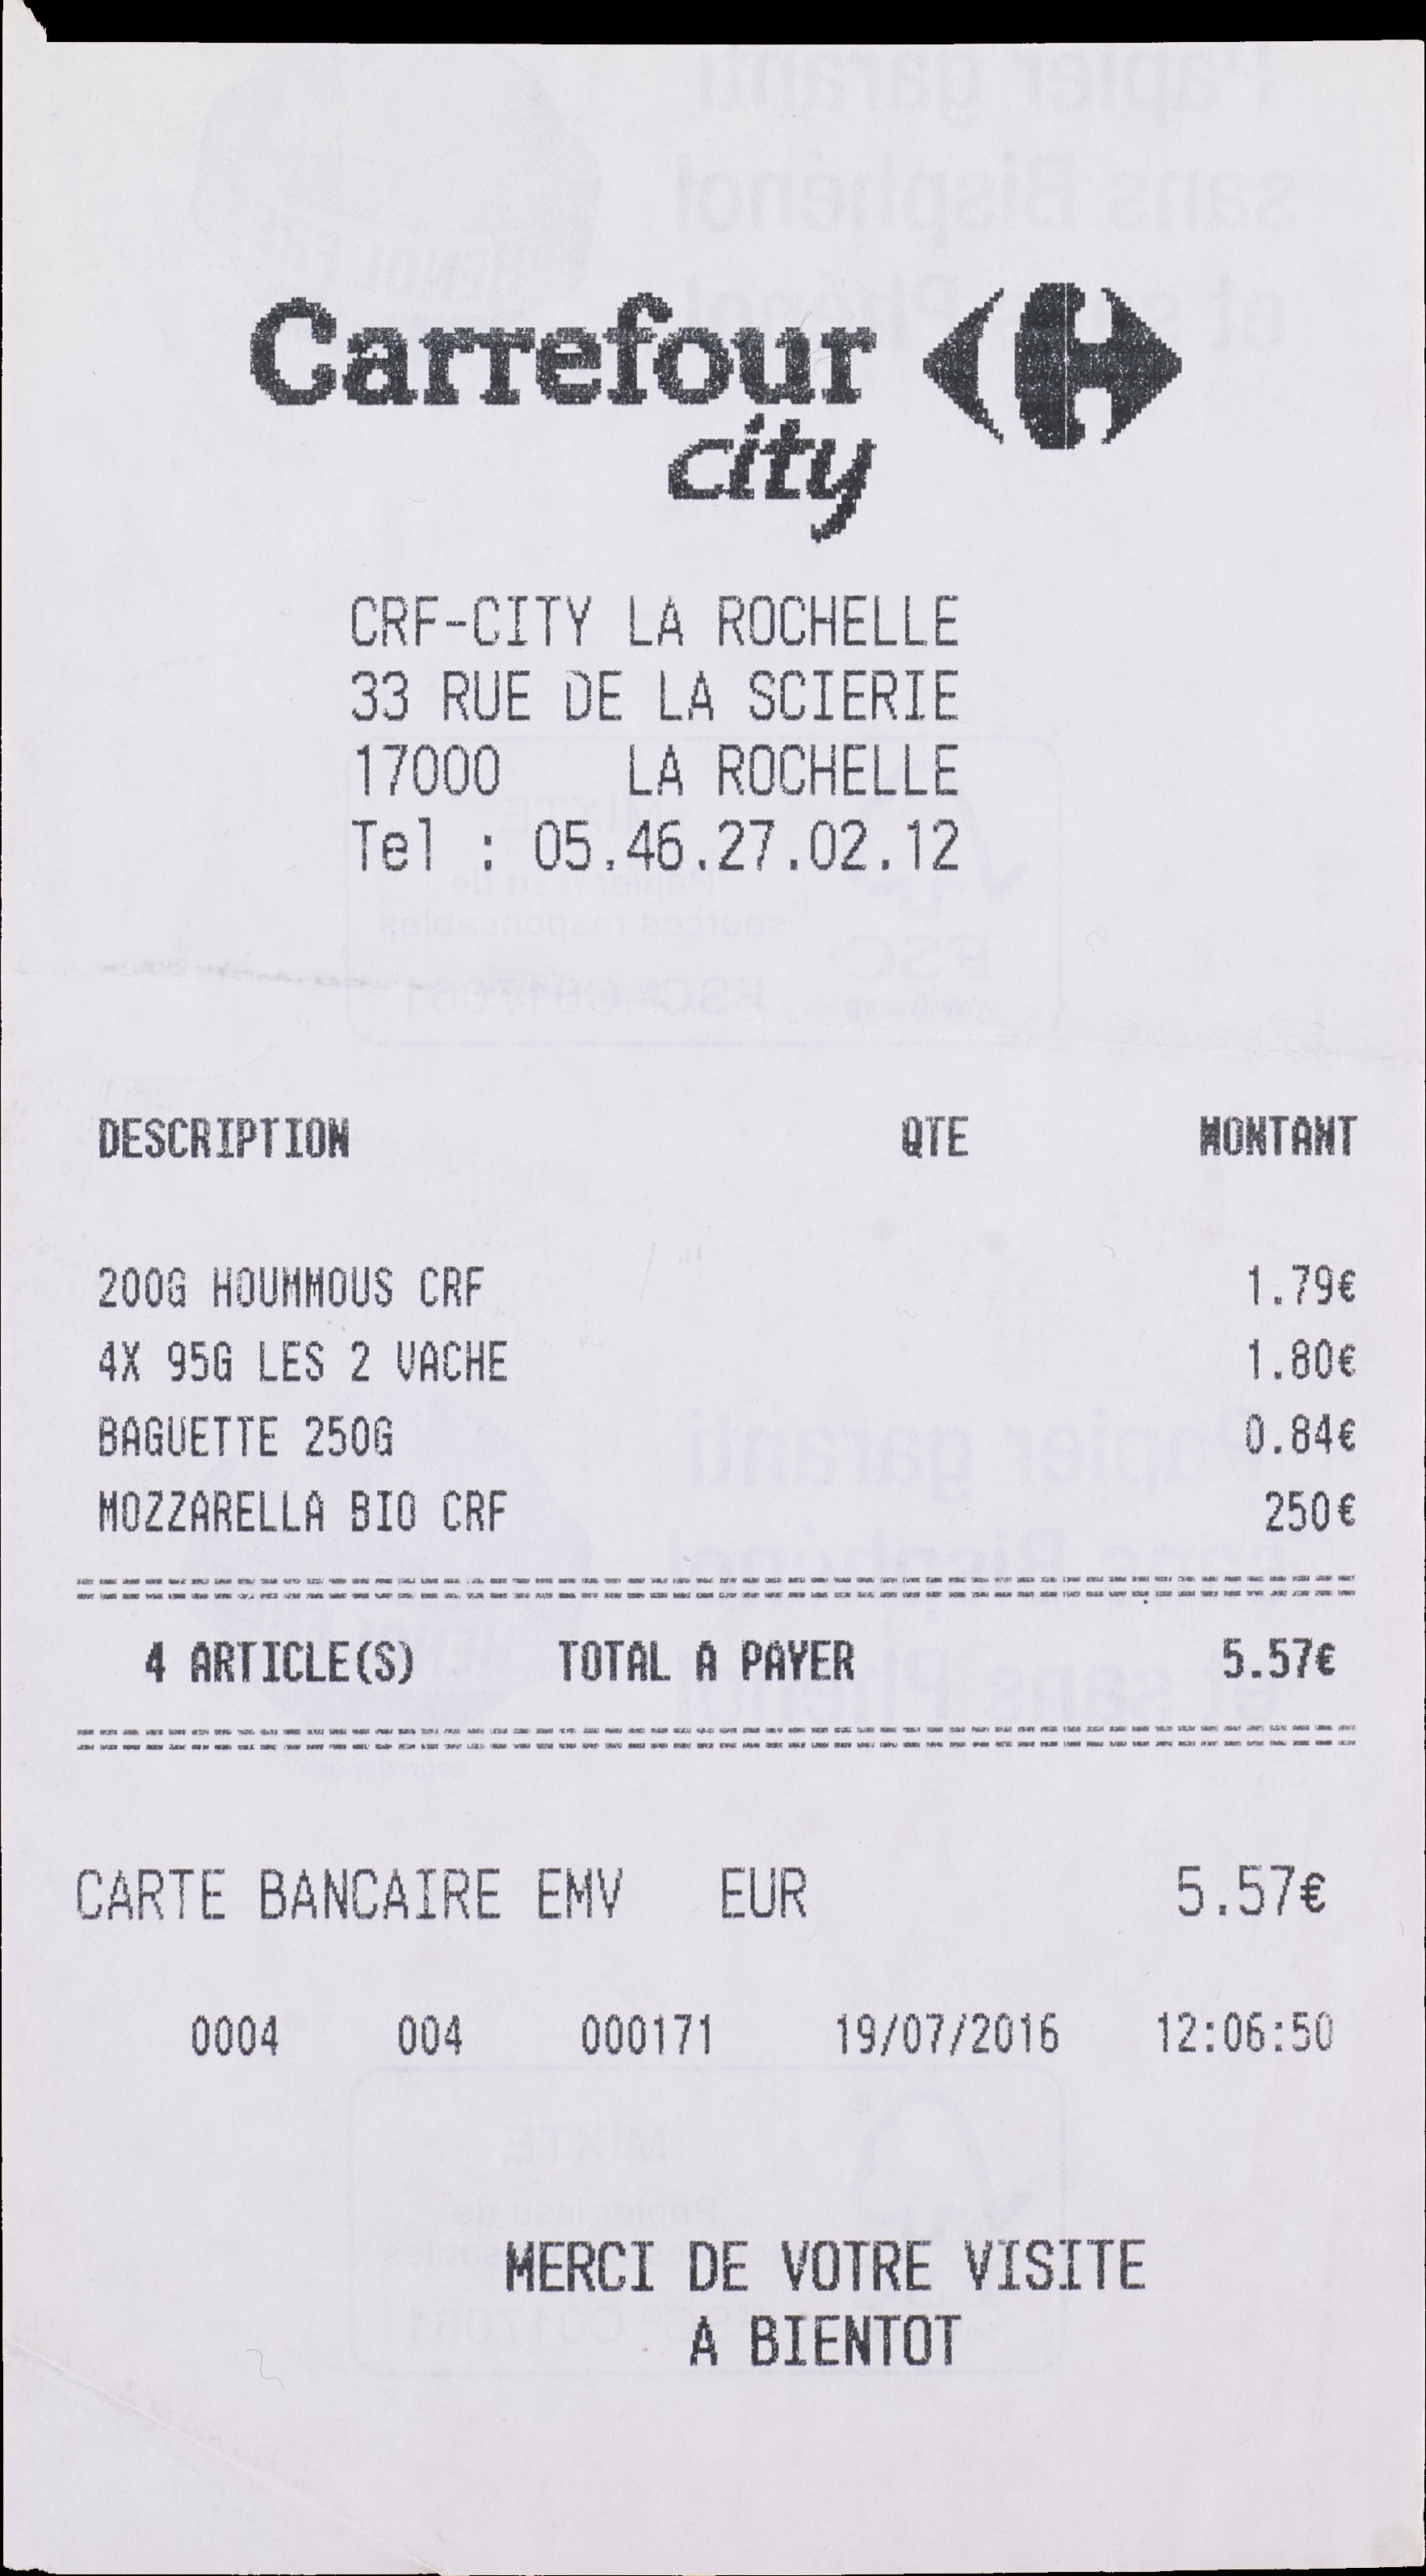 Carrefour
city
CRF-CITY LA ROCHELLE
33 RUE DE LA SCIERIE
17000 LA ROCHELLE
Tel : 05.46.27.02.12
DESCRIPTION QTE MONTANT
200G HOUMMOUS CRF 1.79€
4X 95G LES 2 VACHE 1.80€
BAGUETTE 250G 0.84€
MOZZARELLA BIO CRF 250€
4 ARTICLE(S) TOTAL A PAYER 5.57€
CARTE BANCAIRE EMV EUR 5.57€
0004 004 000171 19/07/2016 12:06:50
MERCI DE VOTRE VISITE
A BIENTOT